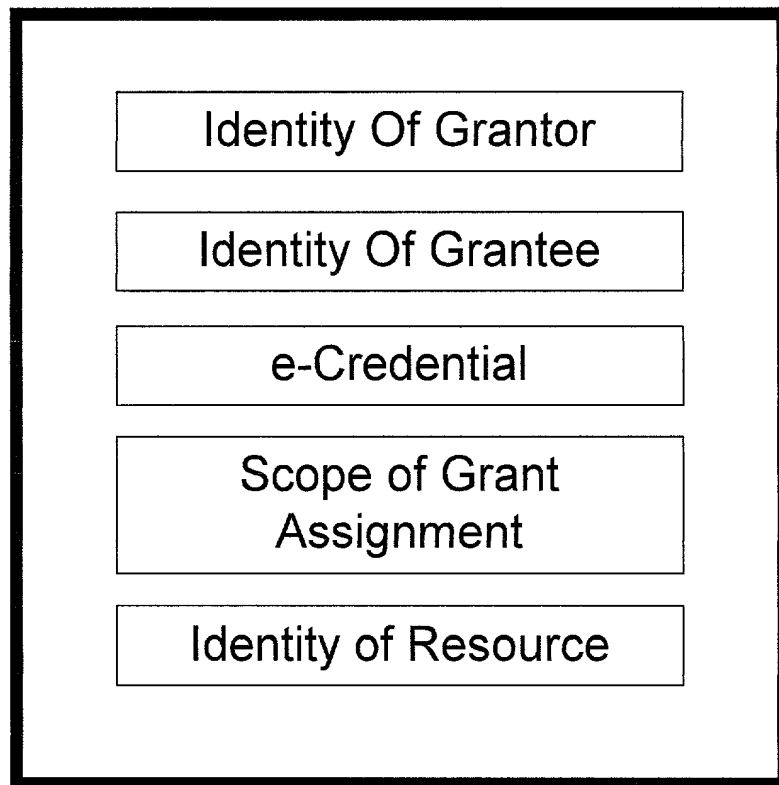 Identity Of Grantor
Identity Of Grantee
e-Credential
Scope of Grant
Assignment
Identity of Resource